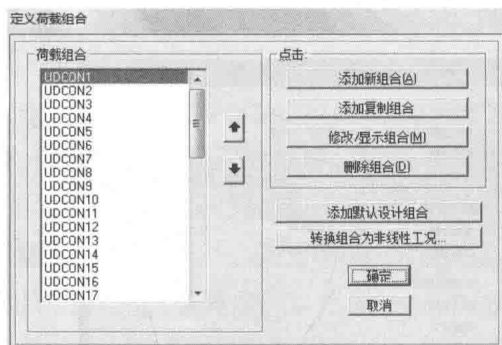 定义荷载组合
荷载组合
UDCON1
UDCON2
UDCON3
UDCON4
UDCON5
UDCON6
UDCON7
UDCON8
UDCON9
UDCON10
UDCON11
UDCON12
UDCON13
UDCON14
UDCON15
UDCON16
UDCON17
点击
添加新组合(A)
添加复制组合
修改/显示组合(M)
删除组合(D)
添加默认设计组合
转换组合为非线性工况...
确定
取消